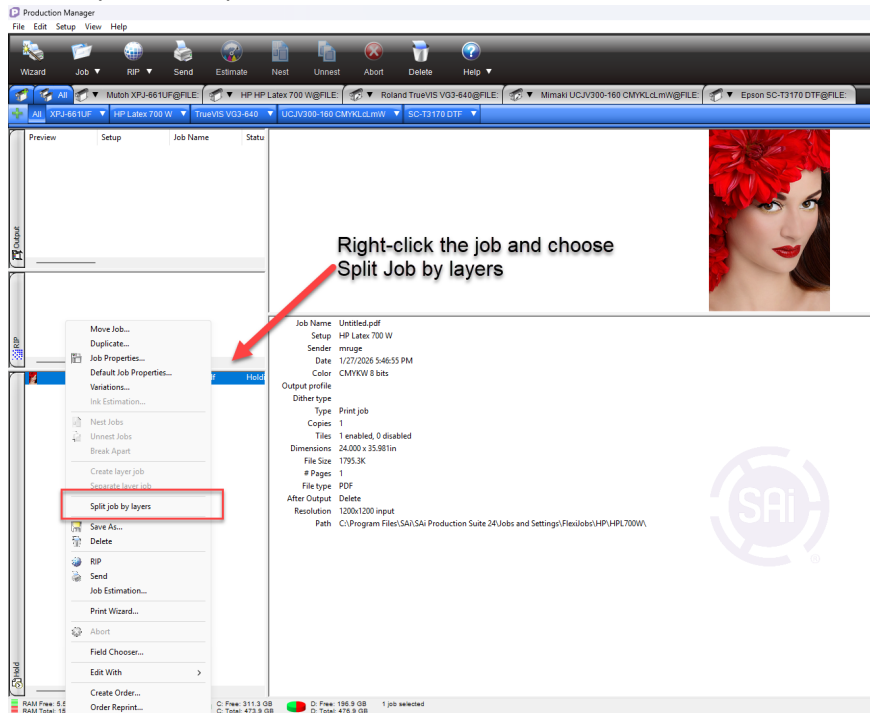 Production Manager
File Edit Setup View Help
Wizard Job RIP Send Estimate Nest Unnest Abort Delete Help
All Mutoh XPJ-661UF@FILE: HP HP Latex 700 W@FILE: Roland TrueVIS VG3-640@FILE: Mimaki UCJV300-160 CMYKLcLmW@FILE: Epson SC-T3170 DTF@FILE:
All XPJ-661UF HP Latex 700 W TrueVIS VG3-640 UCJV300-160 CMYKLcLmW SC-T3170 DTF
Preview Setup Job Name Statu
Output
Right-click the job and choose
Split Job by layers
RIP
Hold
f Holdi
Move Job...
Duplicate...
Job Properties...
Default Job Properties...
Variations...
Ink Estimation...
Nest Jobs
Unnest Jobs
Break Apart
Create layer job
Separate layer job
Split job by layers
Save As...
Delete
RIP
Send
Job Estimation...
Print Wizard...
Abort
Field Chooser...
Edit With
Create Order...
Order Reprint...
Job Name Untitled.pdf
Setup HP Latex 700 W
Sender mruge
Date 1/27/2026 5:46:55 PM
Color CMYKW 8 bits
Output profile
Dither type
Type Print job
Copies 1
Tiles 1 enabled, 0 disabled
Dimensions 24.000 x 35.981in
File Size 1795.3K
# Pages 1
File type PDF
After Output Delete
Resolution 1200x1200 input
Path C:\Program Files\SAi\SAi Production Suite 24\Jobs and Settings\FlexiJobs\HP\HPL700W\
SAi
®
RAM Free: 5.5 C: Free: 311.3 GB D: Free: 196.9 GB 1 job selected
RAM Total: 15 C: Total: 473.9 GB D: Total: 476.9 GB